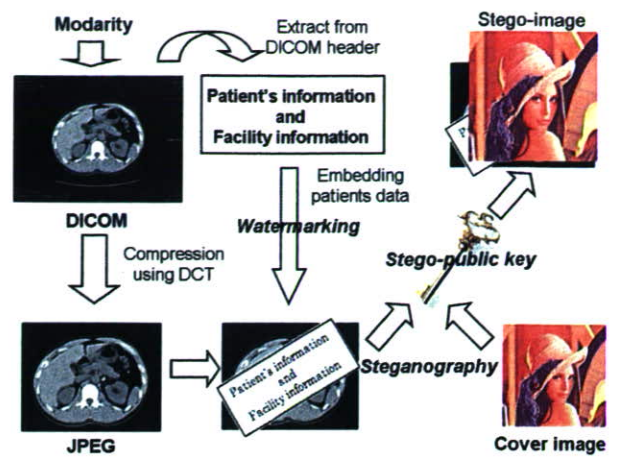 Modarity
Extract from
DICOM header
Stego-image
Patient's information
and
Facility information
DICOM
Embedding
patients data
Watermarking
Compression
using DCT
Stego-public key
Patient's information
and
Facility information
Steganography
JPEG
Cover image